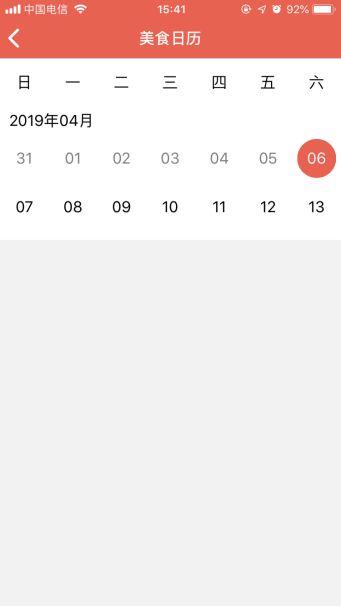 中国电信 15:41 92%
美食日历
日 一 二 三 四 五 六
2019年04月
31 01 02 03 04 05 06
07 08 09 10 11 12 13